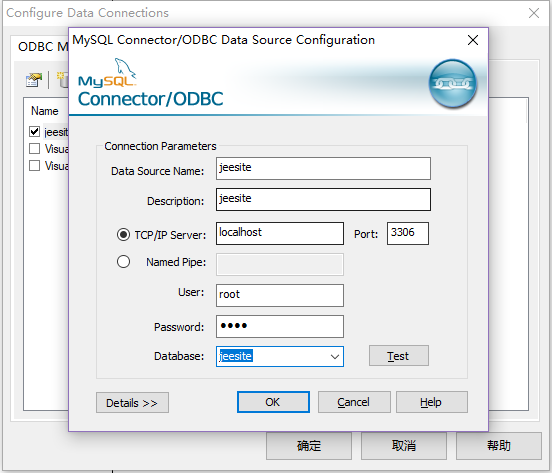 Configure Data Connections
ODBC M
MySQL Connector/ODBC Data Source Configuration
MySQL
Connector/ODBC
Name
jeesite
Visua
Visua
Connection Parameters
Data Source Name: jeesite
Description: jeesite
TCP/IP Server: localhost Port: 3306
Named Pipe:
User: root
Password: ●●●●
Database: jeesite Test
Details >> OK Cancel Help
确定 取消 帮助